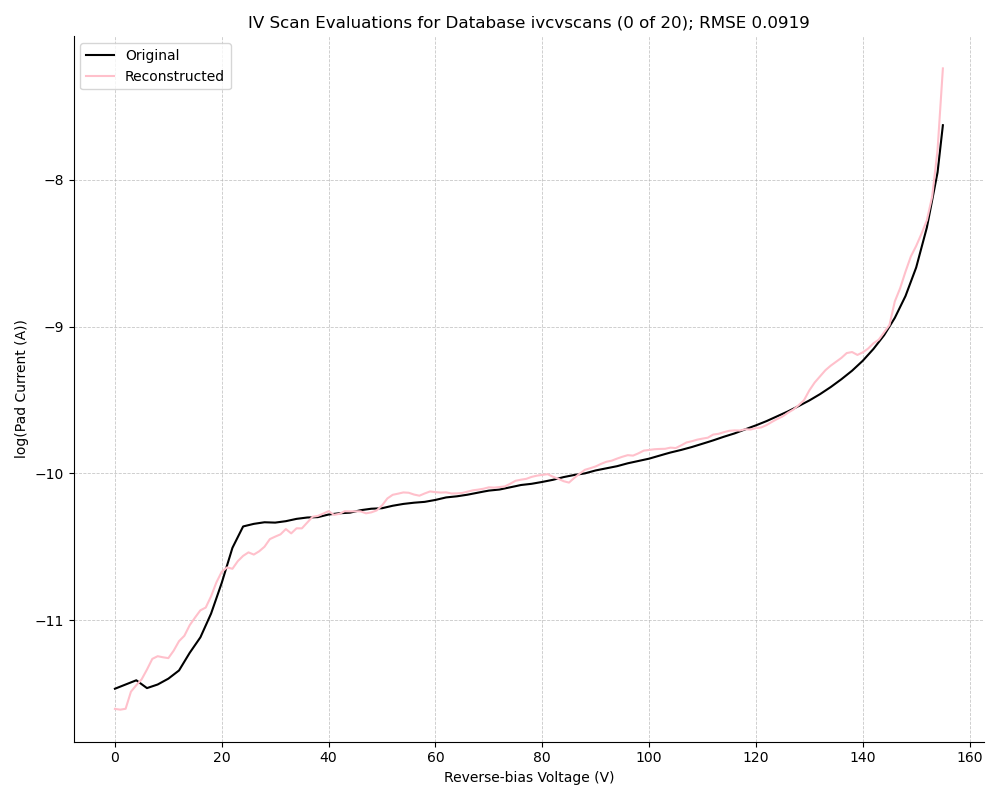 IV Scan Evaluations for Database ivcvscans (0 of 20); RMSE 0.0919
Original
Reconstructed
log(Pad Current (A))
−8
−9
−10
−11
0 20 40 60 80 100 120 140 160
Reverse-bias Voltage (V)